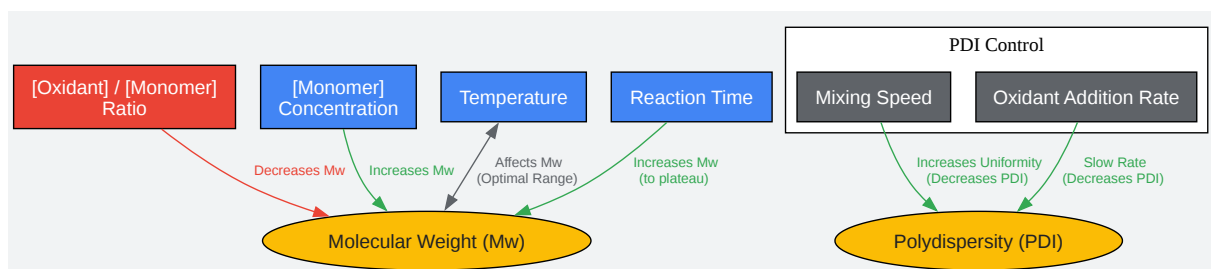 PDI Control
[Oxidant] / [Monomer]
Ratio
[Monomer]
Concentration
Temperature
Reaction Time
Mixing Speed
Oxidant Addition Rate
Decreases Mw
Increases Mw
Affects Mw
(Optimal Range)
Increases Mw
(to plateau)
Increases Uniformity
(Decreases PDI)
Slow Rate
(Decreases PDI)
Molecular Weight (Mw)
Polydispersity (PDI)